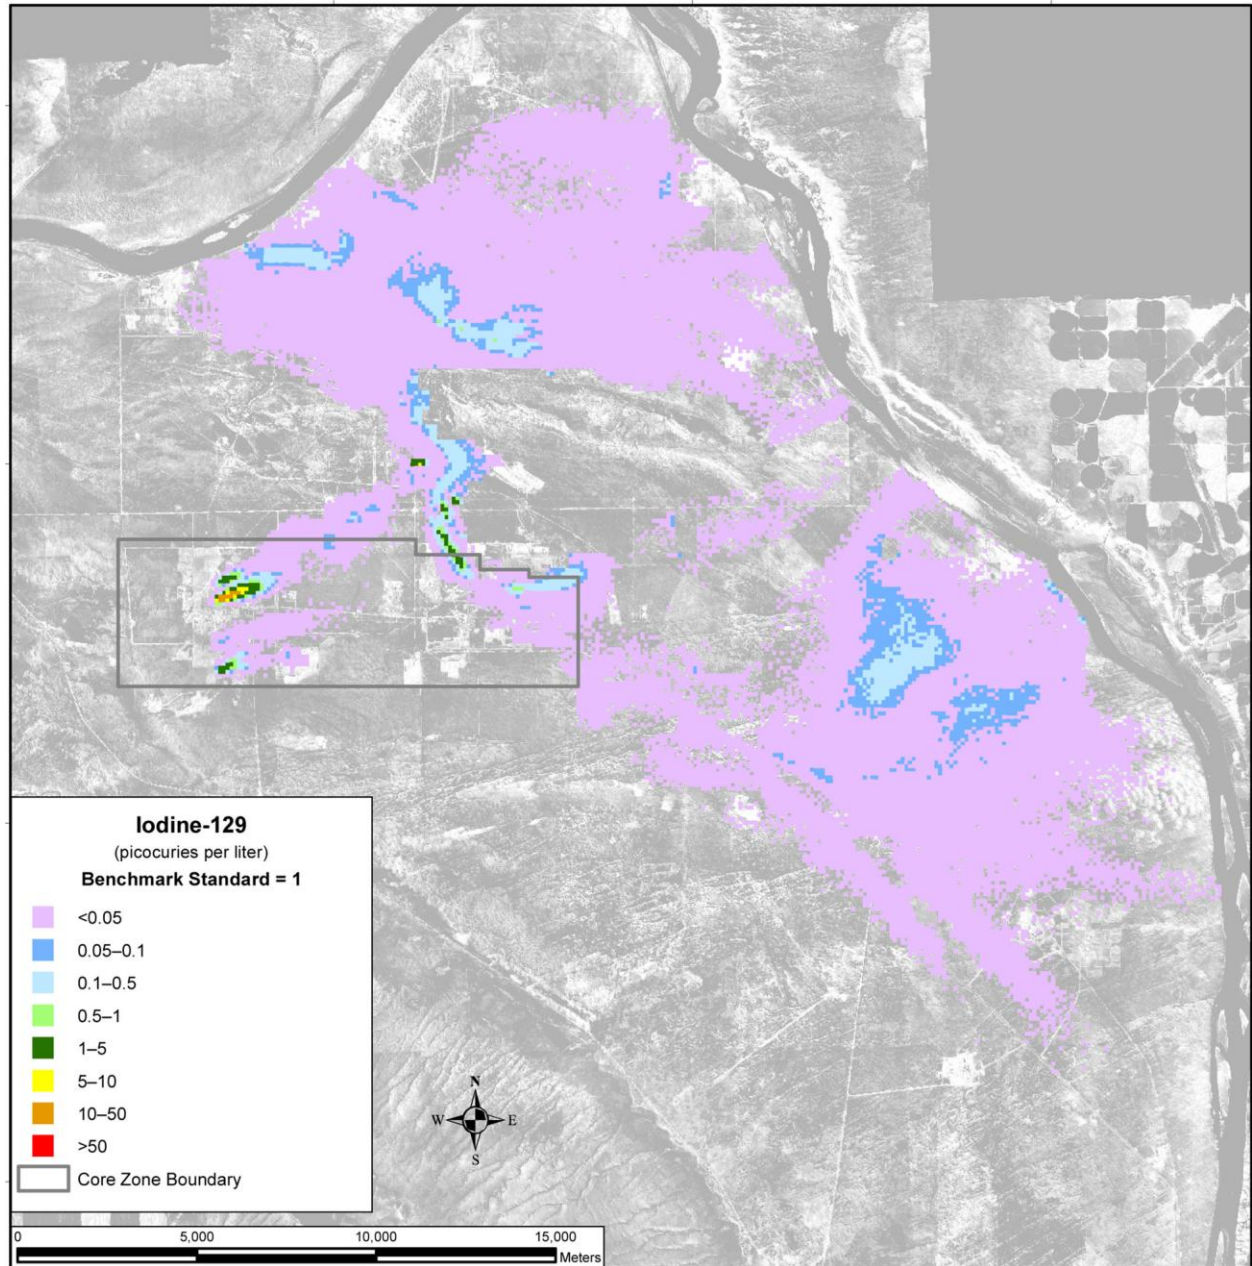 Iodine-129
(picocuries per liter)
Benchmark Standard = 1
<0.05
0.05–0.1
0.1–0.5
0.5–1
1–5
5–10
10–50
>50
Core Zone Boundary
N
W E
S
0 5,000 10,000 15,000
Meters